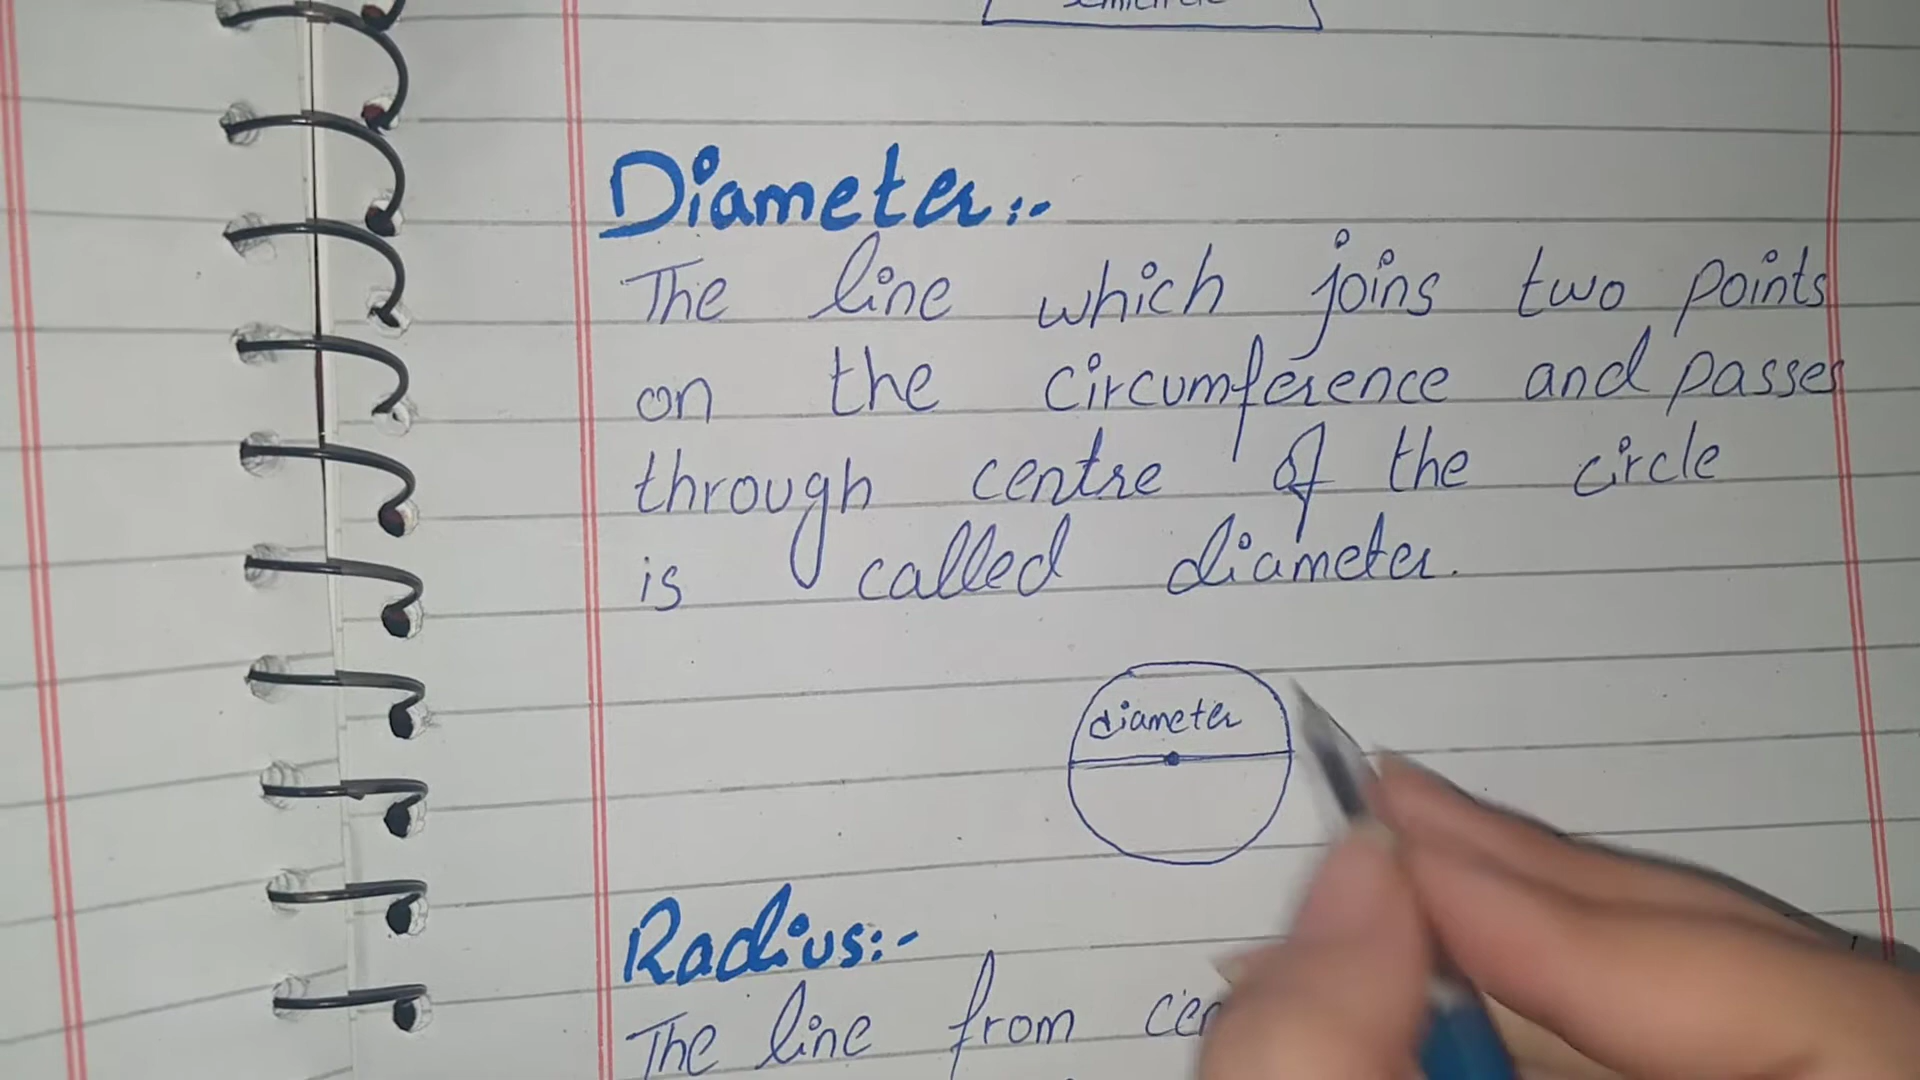 Diameter:-
The line which joins two points
on the circumference and passes
through centre of the circle
is called diameter.
diameter
Radius:-
The line from